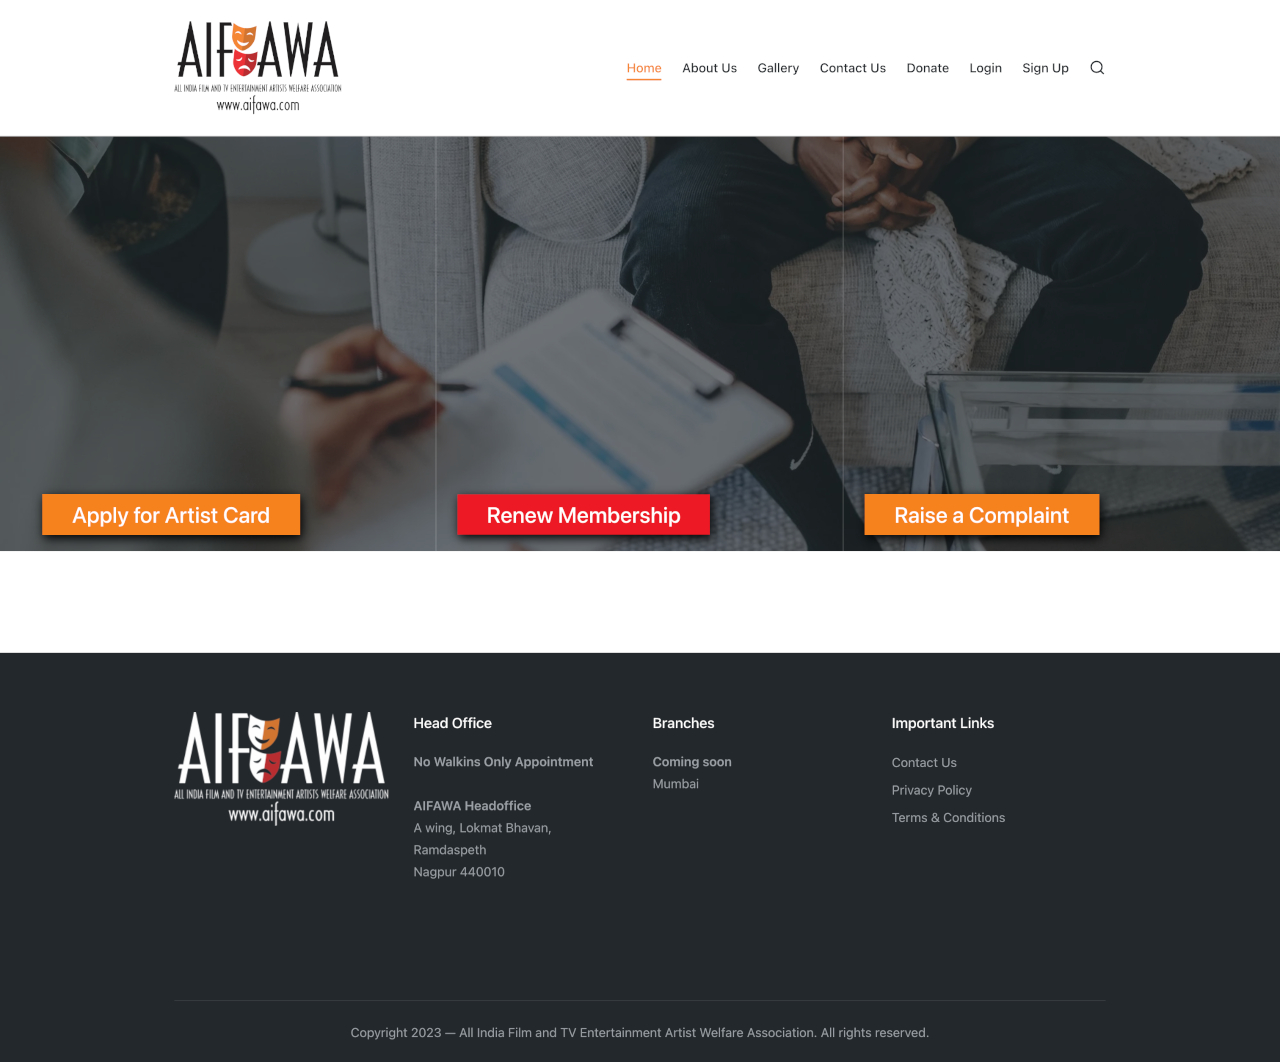 AIFAWA
ALL INDIA FILM AND TV ENTERTAINMENT ARTISTS WELFARE ASSOCIATION
www.aifawa.com
Home About Us Gallery Contact Us Donate Login Sign Up
Apply for Artist Card
Renew Membership
Raise a Complaint
AIFAWA
ALL INDIA FILM AND TV ENTERTAINMENT ARTISTS WELFARE ASSOCIATION
www.aifawa.com
Head Office
No Walkins Only Appointment
AIFAWA Headoffice
A wing, Lokmat Bhavan,
Ramdaspeth
Nagpur 440010
Branches
Coming soon
Mumbai
Important Links
Contact Us
Privacy Policy
Terms & Conditions
Copyright 2023 — All India Film and TV Entertainment Artist Welfare Association. All rights reserved.